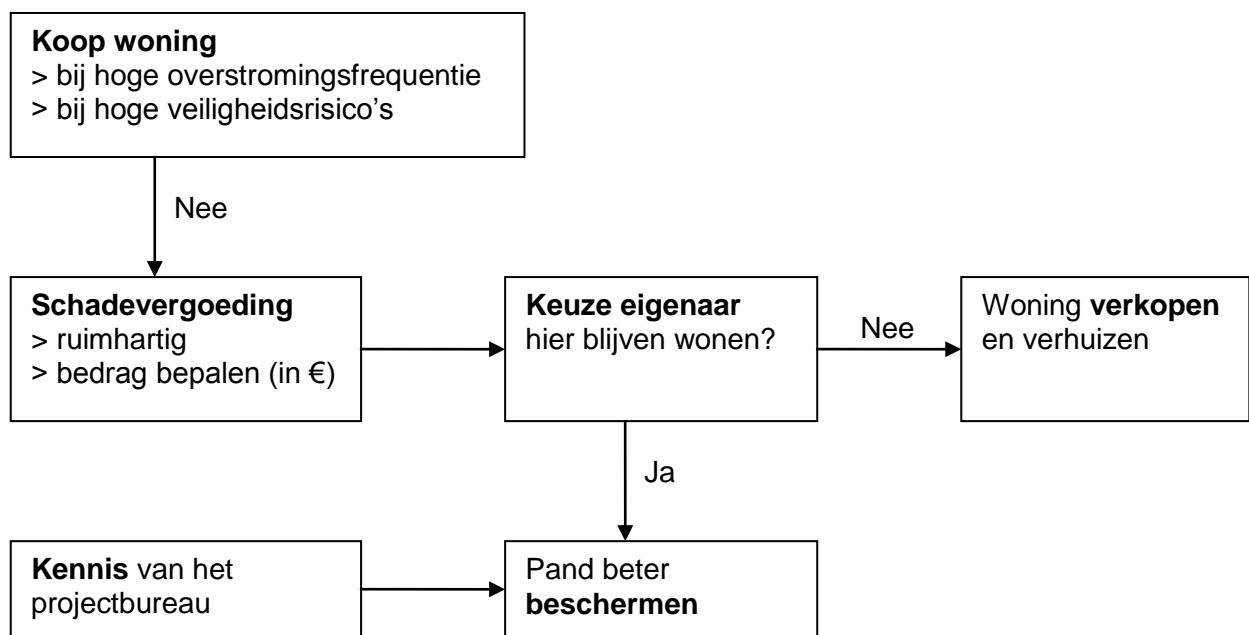 Koop woning
> bij hoge overstromingsfrequentie
> bij hoge veiligheidsrisico's
Nee
Schadevergoeding
> ruimhartig
> bedrag bepalen (in €)
Keuze eigenaar
hier blijven wonen?
Nee
Woning verkopen
en verhuizen
Ja
Kennis van het
projectbureau
Pand beter
beschermen